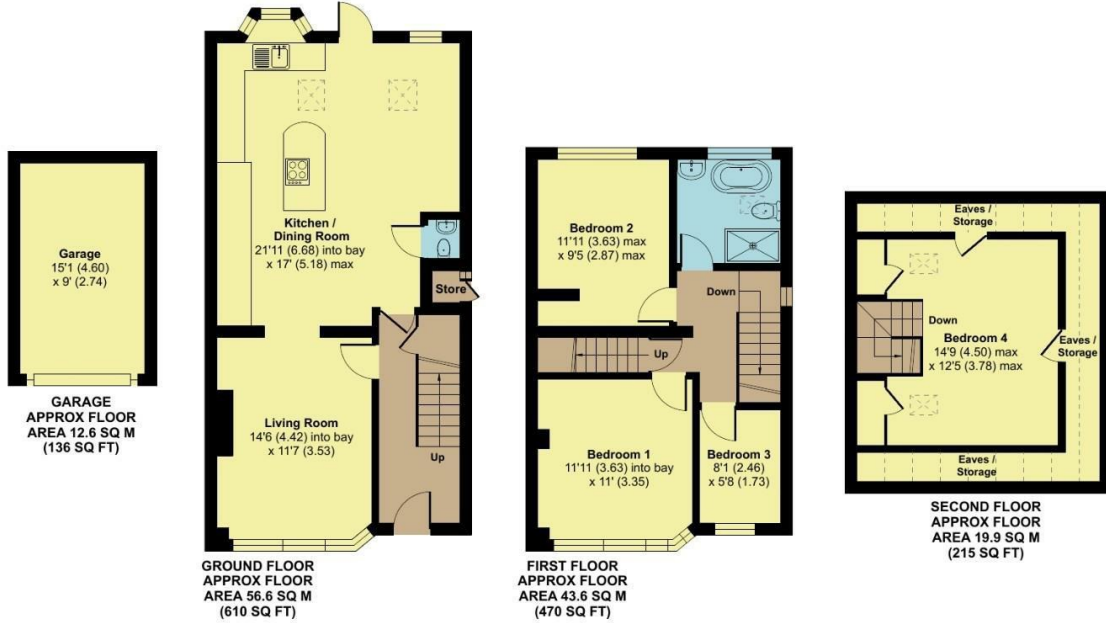 Garage
15'1 (4.60)
x 9' (2.74)
GARAGE
APPROX FLOOR
AREA 12.6 SQ M
(136 SQ FT)
Kitchen /
Dining Room
21'11 (6.68) into bay
x 17' (5.18) max
Store
Living Room
14'6 (4.42) into bay
x 11'7 (3.53)
Up
GROUND FLOOR
APPROX FLOOR
AREA 56.6 SQ M
(610 SQ FT)
Bedroom 2
11'11 (3.63) max
x 9'5 (2.87) max
Down
Up
Bedroom 1
11'11 (3.63) into bay
x 11' (3.35)
Bedroom 3
8'1 (2.46)
x 5'8 (1.73)
FIRST FLOOR
APPROX FLOOR
AREA 43.6 SQ M
(470 SQ FT)
Eaves /
Storage
Down
Bedroom 4
14'9 (4.50) max
x 12'5 (3.78) max
Eaves /
Storage
Eaves /
Storage
SECOND FLOOR
APPROX FLOOR
AREA 19.9 SQ M
(215 SQ FT)